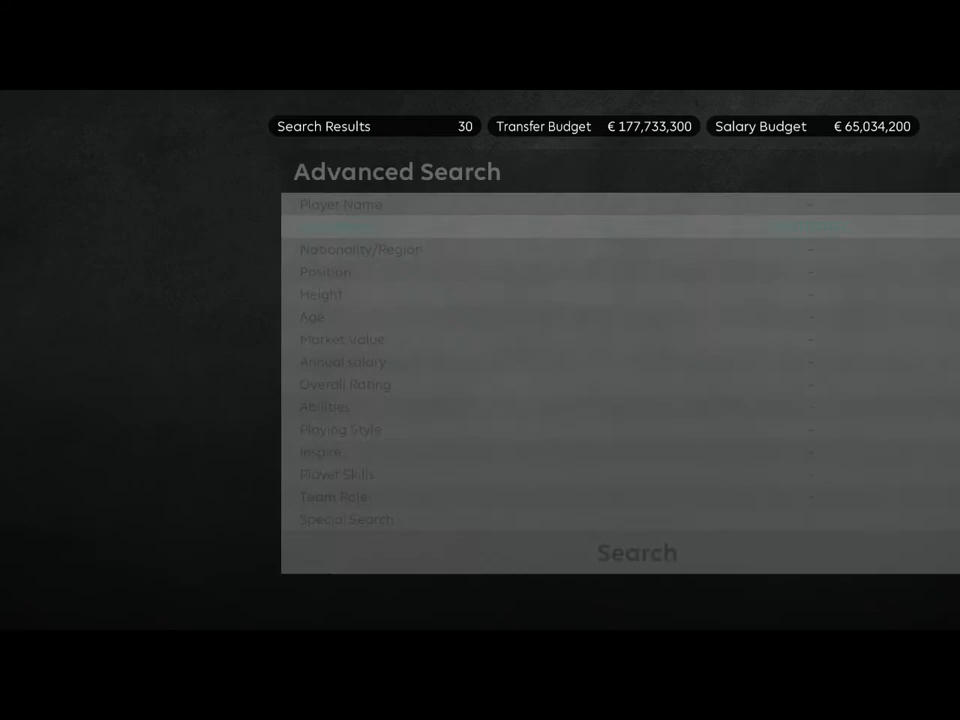 Search Results 30 Transfer Budget € 177,733,300 Salary Budget € 65,034,200
Advanced Search
Player Name -
Nationality/Region -
Position -
Height -
Age -
Market Value -
Annual salary -
Overall Rating -
Abilities -
Playing Style -
Inspire -
Player Skills -
Team Role -
Special Search
Search